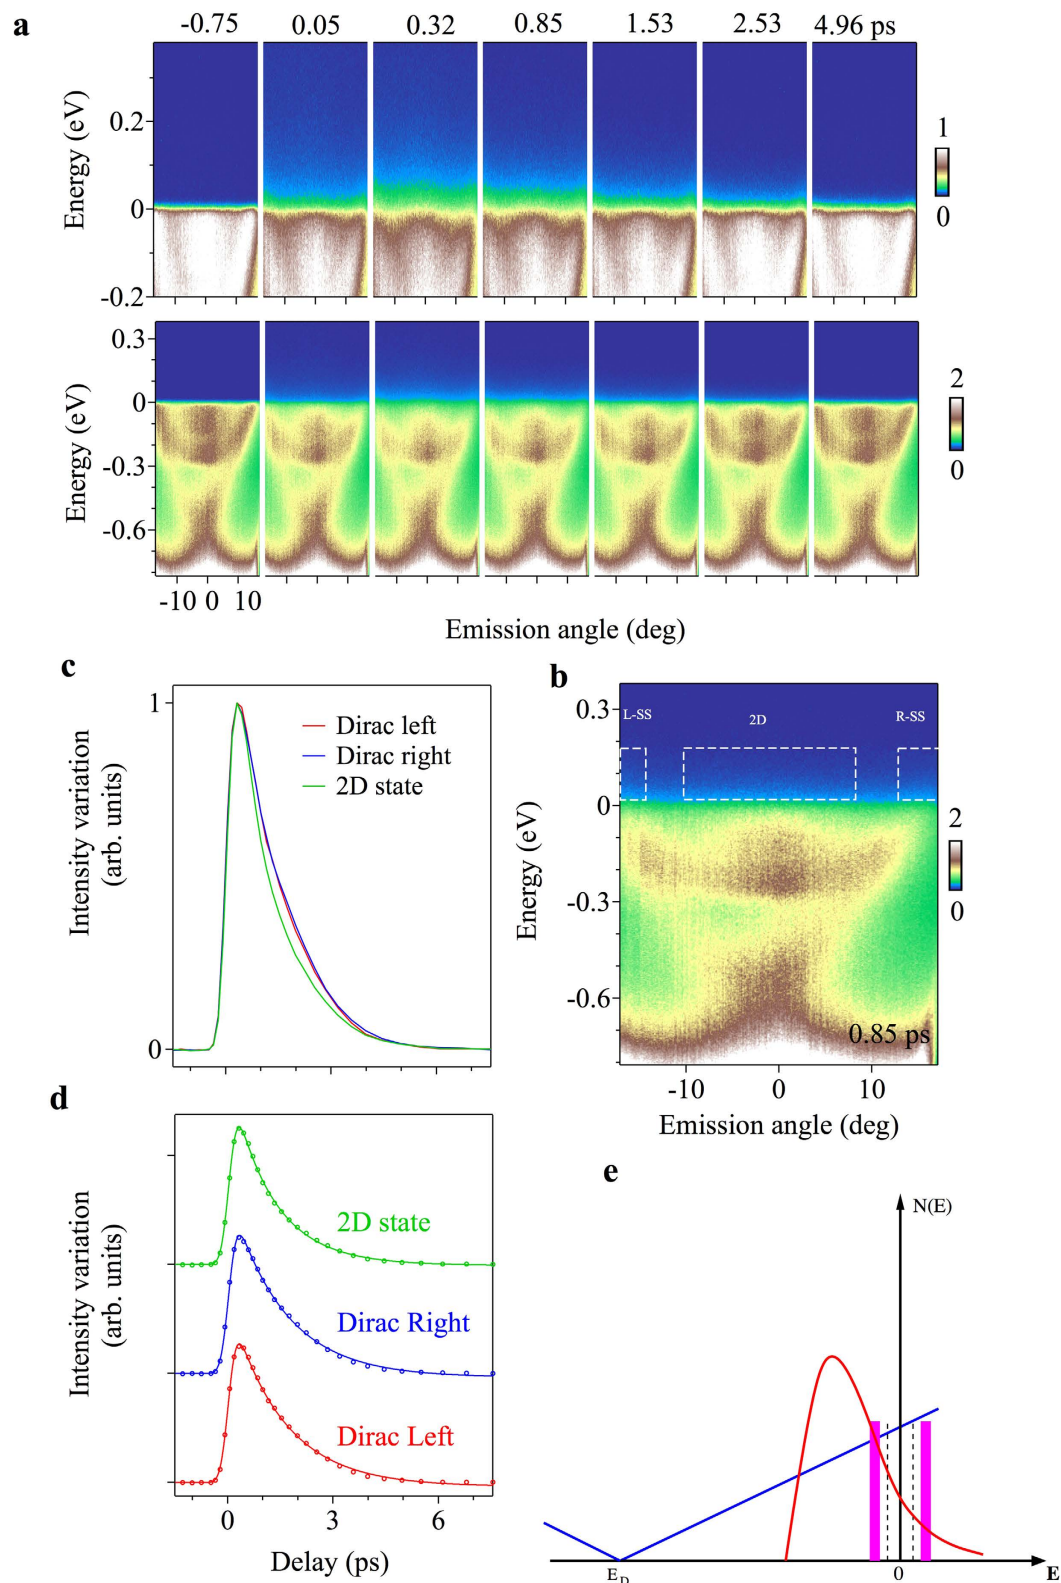 a
-0.75 0.05 0.32 0.85 1.53 2.53 4.96 ps
Energy (eV)
0.2
0
-0.2
1
0
Energy (eV)
0.3
0
-0.3
-0.6
2
0
-10 0 10
Emission angle (deg)
c
Intensity variation
(arb. units)
1
0
Dirac left
Dirac right
2D state
b
Energy (eV)
0.3
0
-0.3
-0.6
L-SS 2D R-SS
2
0
0.85 ps
-10 0 10
Emission angle (deg)
d
Intensity variation
(arb. units)
2D state
Dirac Right
Dirac Left
0 3 6
Delay (ps)
e
N(E)
E_D 0 E